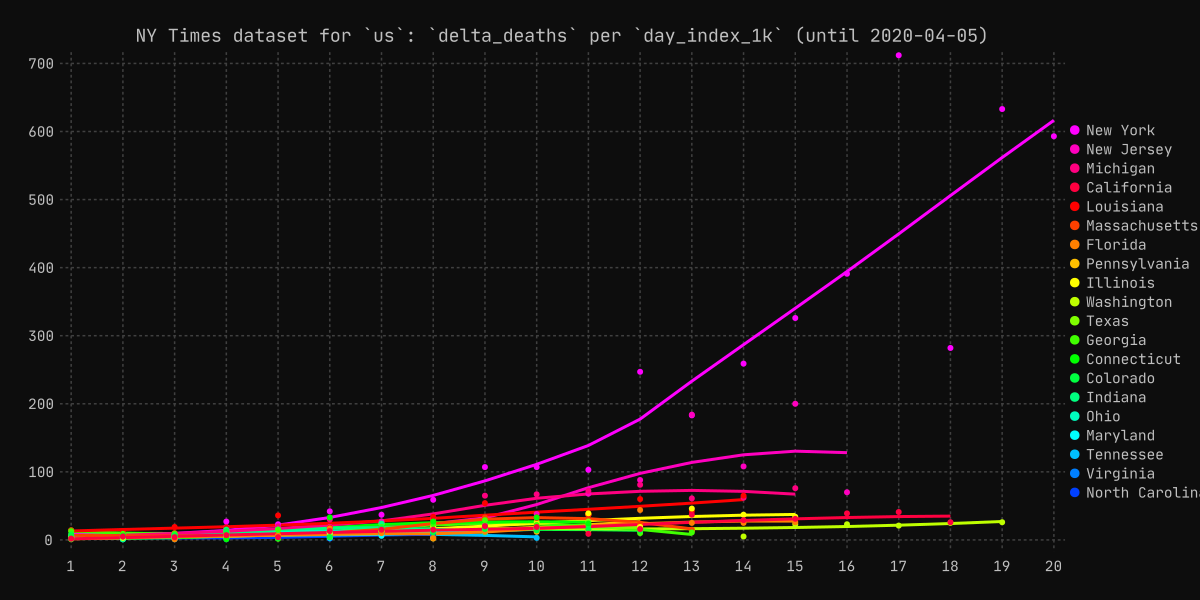 NY Times dataset for `us`: `delta_deaths` per `day_index_1k` (until 2020-04-05)
700
600
500
400
300
200
100
0
1 2 3 4 5 6 7 8 9 10 11 12 13 14 15 16 17 18 19 20
New York
New Jersey
Michigan
California
Louisiana
Massachusetts
Florida
Pennsylvania
Illinois
Washington
Texas
Georgia
Connecticut
Colorado
Indiana
Ohio
Maryland
Tennessee
Virginia
North Carolin